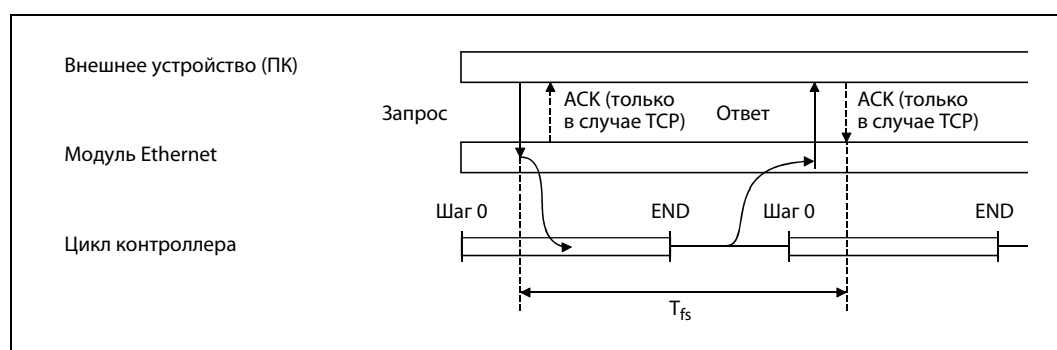 Внешнее устройство (ПК)
Запрос
ACK (только
в случае TCP)
Ответ
ACK (только
в случае TCP)
Модуль Ethernet
Шаг 0
END
Шаг 0
END
Цикл контроллера
Tfs